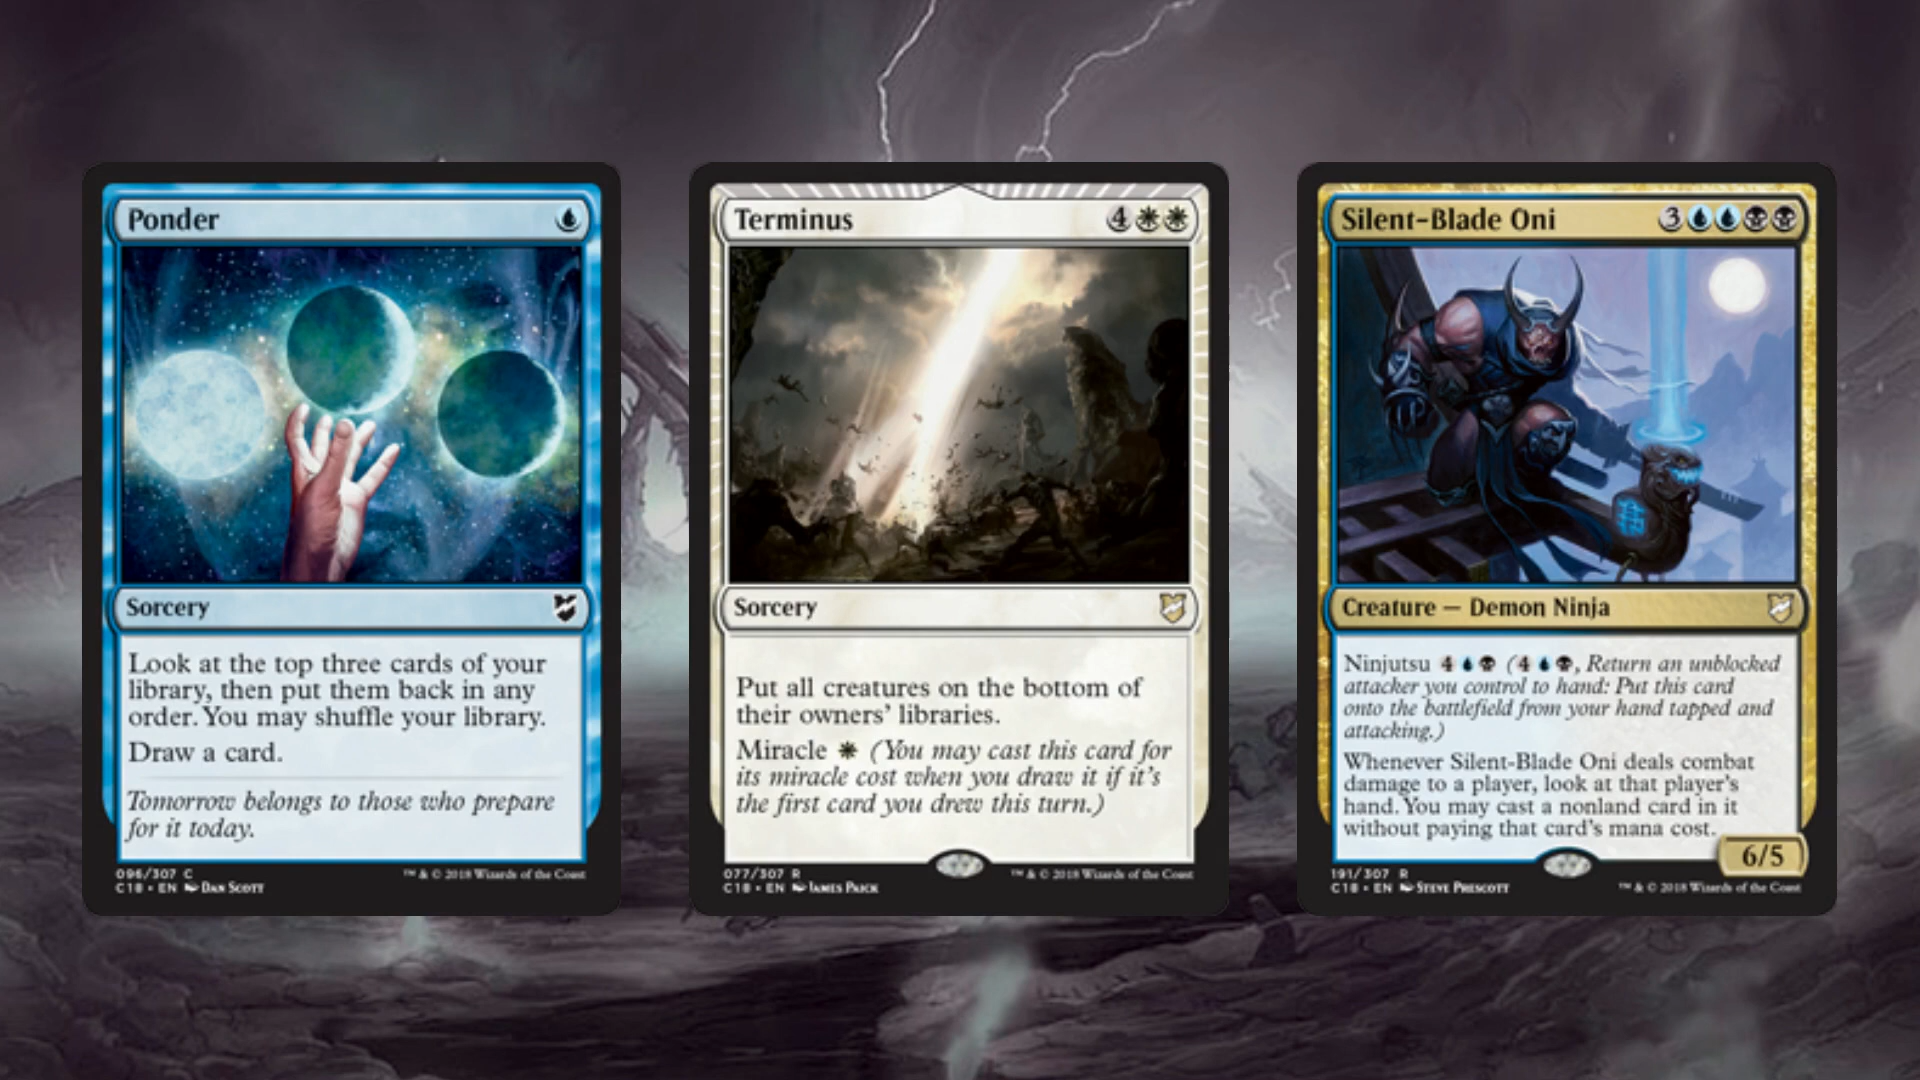 Ponder
Sorcery
Look at the top three cards of your
library, then put them back in any
order. You may shuffle your library.
Draw a card.
Tomorrow belongs to those who prepare
for it today.
096/307 C
C18 • EN Dan Scott
™ & © 2018 Wizards of the Coast
Terminus
4
Sorcery
Put all creatures on the bottom of
their owners' libraries.
Miracle (You may cast this card for
its miracle cost when you draw it if it's
the first card you drew this turn.)
077/307 R
C18 • EN James Paick
™ & © 2018 Wizards of the Coast
Silent-Blade Oni
3
Creature — Demon Ninja
Ninjutsu 4 (4, Return an unblocked
attacker you control to hand: Put this card
onto the battlefield from your hand tapped and
attacking.)
Whenever Silent-Blade Oni deals combat
damage to a player, look at that player's
hand. You may cast a nonland card in it
without paying that card's mana cost.
6/5
191/307 R
C18 • EN Steve Prescott
™ & © 2018 Wizards of the Coast